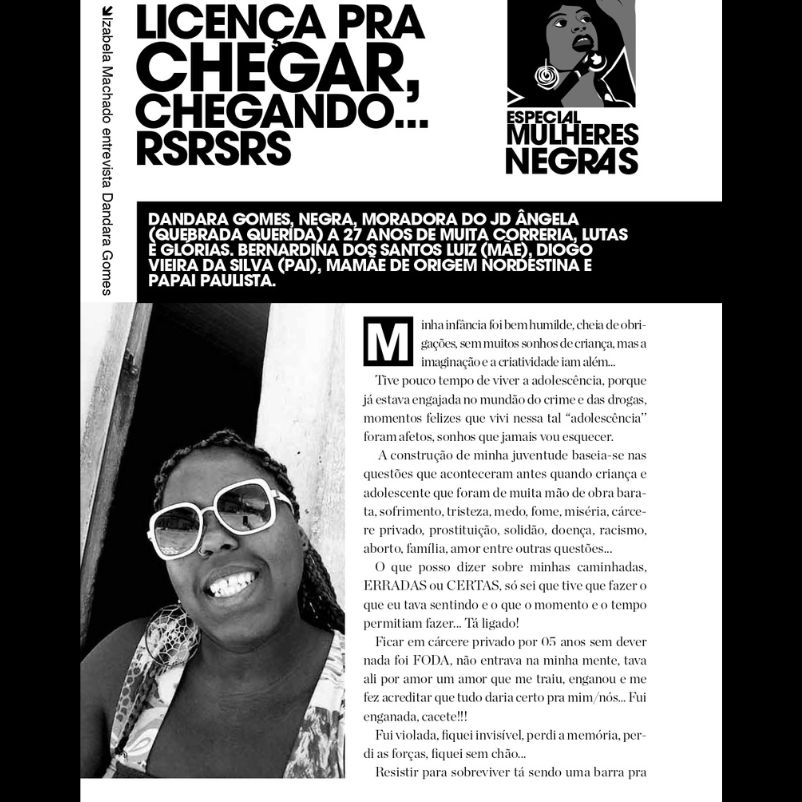 Izabela Machado entrevista Dandara Gomes
LICENÇA PRA
CHEGAR,
CHEGANDO...
RSRSRS
ESPECIAL
MULHERES
NEGRAS
DANDARA GOMES, NEGRA, MORADORA DO JD ÂNGELA
(QUEBRADA QUERIDA) A 27 ANOS DE MUITA CORRERIA, LUTAS
E GLÓRIAS. BERNARDINA DOS SANTOS LUIZ (MÃE), DIOGO
VIEIRA DA SILVA (PAI), MAMÃE DE ORIGEM NORDESTINA E
PAPAI PAULISTA.
Minha infância foi bem humilde, cheia de obri-
gações, sem muitos sonhos de criança, mas a
imaginação e a criatividade iam além...
Tive pouco tempo de viver a adolescência, porque
já estava engajada no mundão do crime e das drogas,
momentos felizes que vivi nessa tal “adolescência”
foram afetos, sonhos que jamais vou esquecer.
A construção de minha juventude baseia-se nas
questões que aconteceram antes quando criança e
adolescente que foram de muita mão de obra bara-
ta, sofrimento, tristeza, medo, fome, miséria, cárce-
re privado, prostituição, solidão, doença, racismo,
aborto, família, amor entre outras questões...
O que posso dizer sobre minhas caminhadas,
ERRADAS ou CERTAS, só sei que tive que fazer o
que eu tava sentindo e o que o momento e o tempo
permitiam fazer... Tá ligado!
Ficar em cárcere privado por 05 anos sem dever
nada foi FODA, não entrava na minha mente, tava
ali por amor um amor que me traiu, enganou e me
fez acreditar que tudo daria certo pra mim/nós... Fui
enganada, cacete!!!
Fui violada, fiquei invisível, perdi a memória, per-
di as forças, fiquei sem chão...
Resistir para sobreviver tá sendo uma barra pra